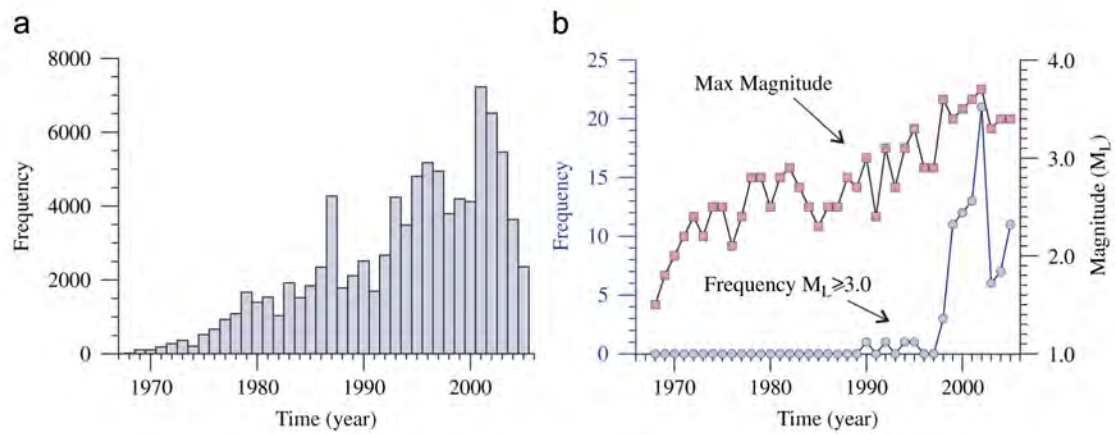 a
8000
6000
4000
2000
0
Frequency
1970
1980
1990
2000
Time (year)
b
25
20
15
10
5
0
Frequency
Max Magnitude
Frequency M_L≥3.0
4.0
3.0
2.0
1.0
Magnitude (M_L)
1970
1980
1990
2000
Time (year)